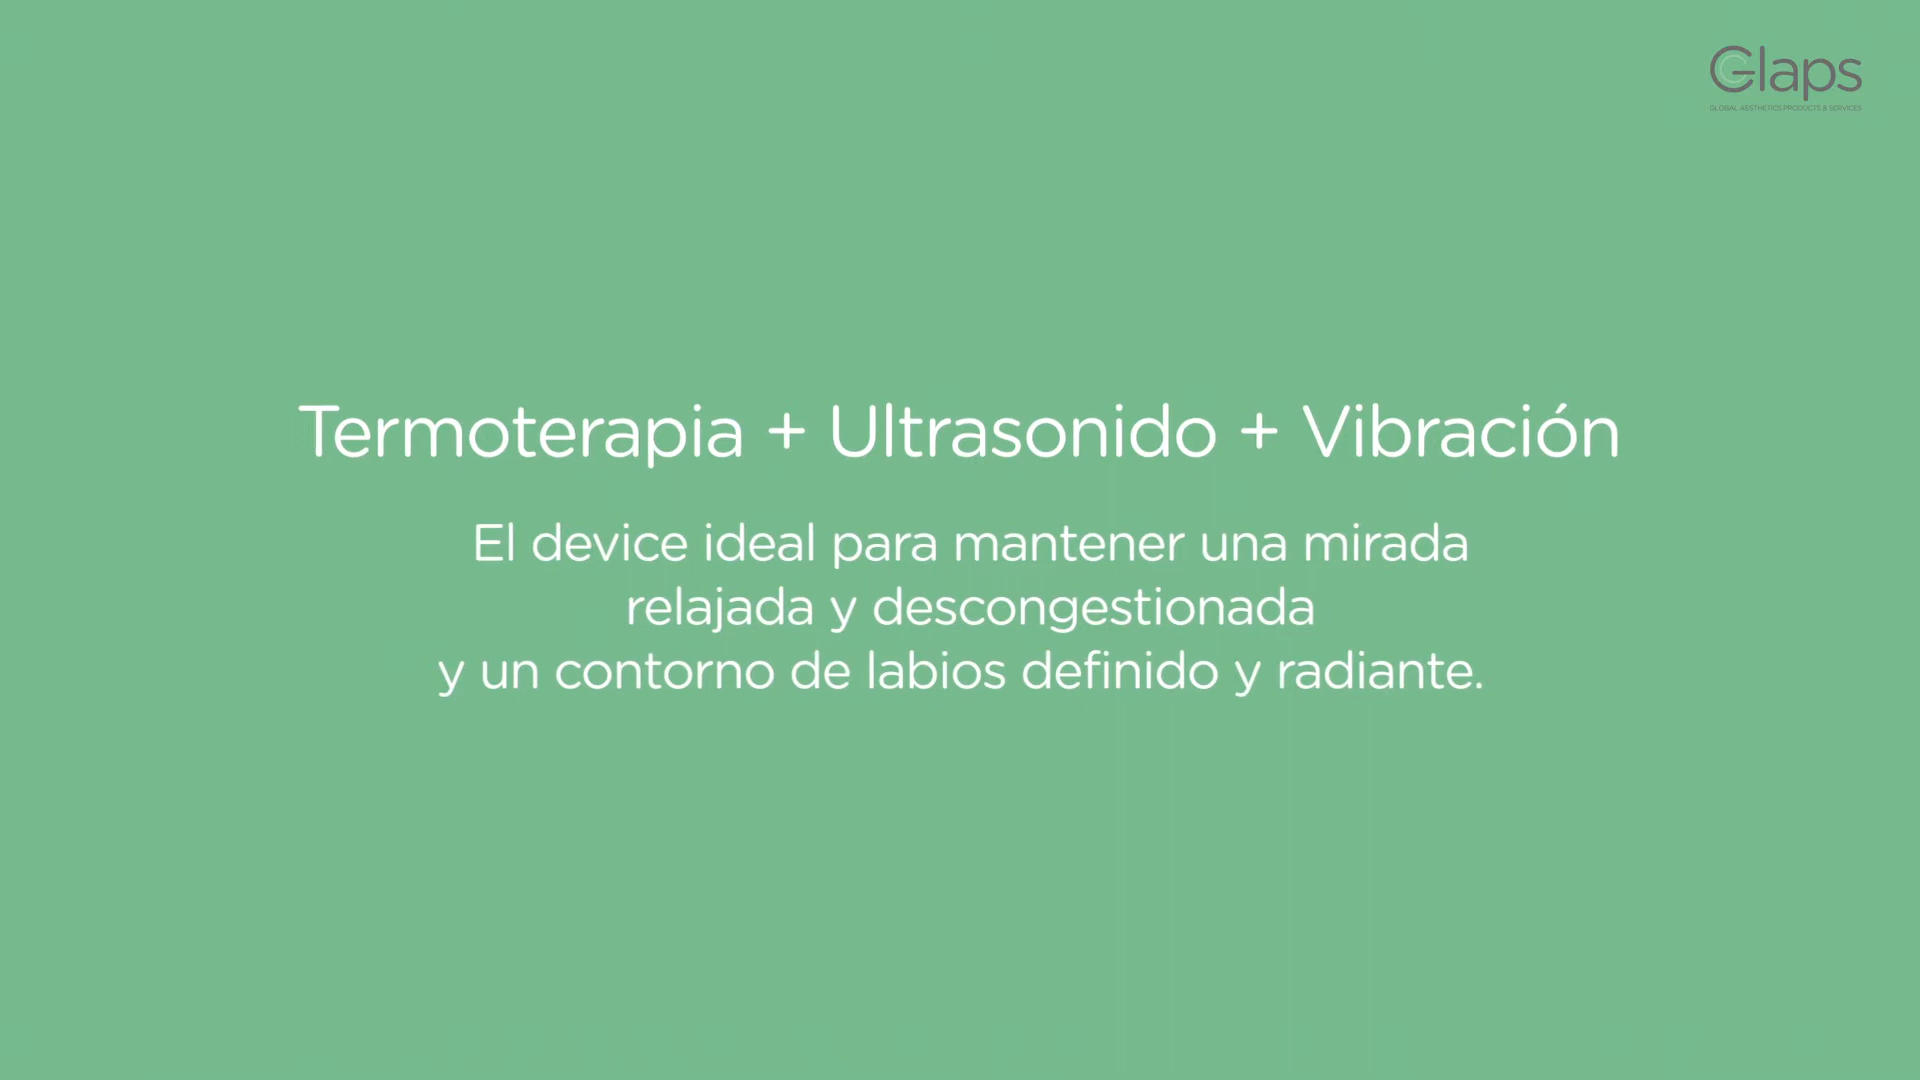 Glaps
GLOBAL AESTHETICS PRODUCTS & SERVICES
Termoterapia + Ultrasonido + Vibración
El device ideal para mantener una mirada
relajada y descongestionada
y un contorno de labios definido y radiante.